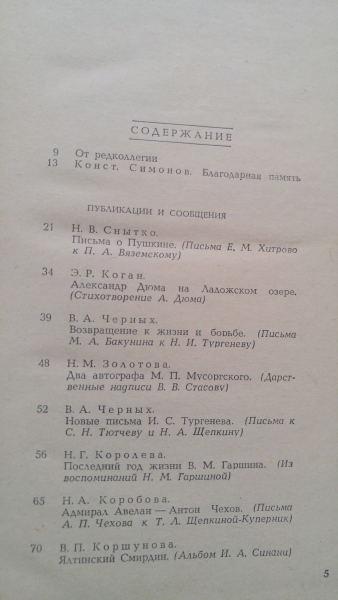 СОДЕРЖАНИЕ
9 От редколлегии
13 Конст. Симонов. Благодарная память
ПУБЛИКАЦИИ И СООБЩЕНИЯ
21 Н. В. Снытко.
Письма о Пушкине. (Письма Е. М. Хитрово
к П. А. Вяземскому)
34 Э. Р. Коган.
Александр Дюма на Ладожском озере.
(Стихотворение А. Дюма)
39 В. А. Черных.
Возвращение к жизни и борьбе. (Письма
М. А. Бакунина к Н. И. Тургеневу)
48 Н. М. Золотова.
Два автографа М. П. Мусоргского. (Дарст-
венные надписи В. В. Стасову)
52 В. А. Черных.
Новые письма И. С. Тургенева. (Письма к
С. Н. Тютчеву и Н. А. Щепкину)
56 Н. Г. Королева.
Последний год жизни В. М. Гаршина. (Из
воспоминаний Н. М. Гаршиной)
65 Н. А. Коробова.
Адмирал Авелан — Антон Чехов. (Письма
А. П. Чехова к Т. Л. Щепкиной-Куперник)
70 В. П. Коршунова.
Ялтинский Смирдин. (Альбом И. А. Синани)
5